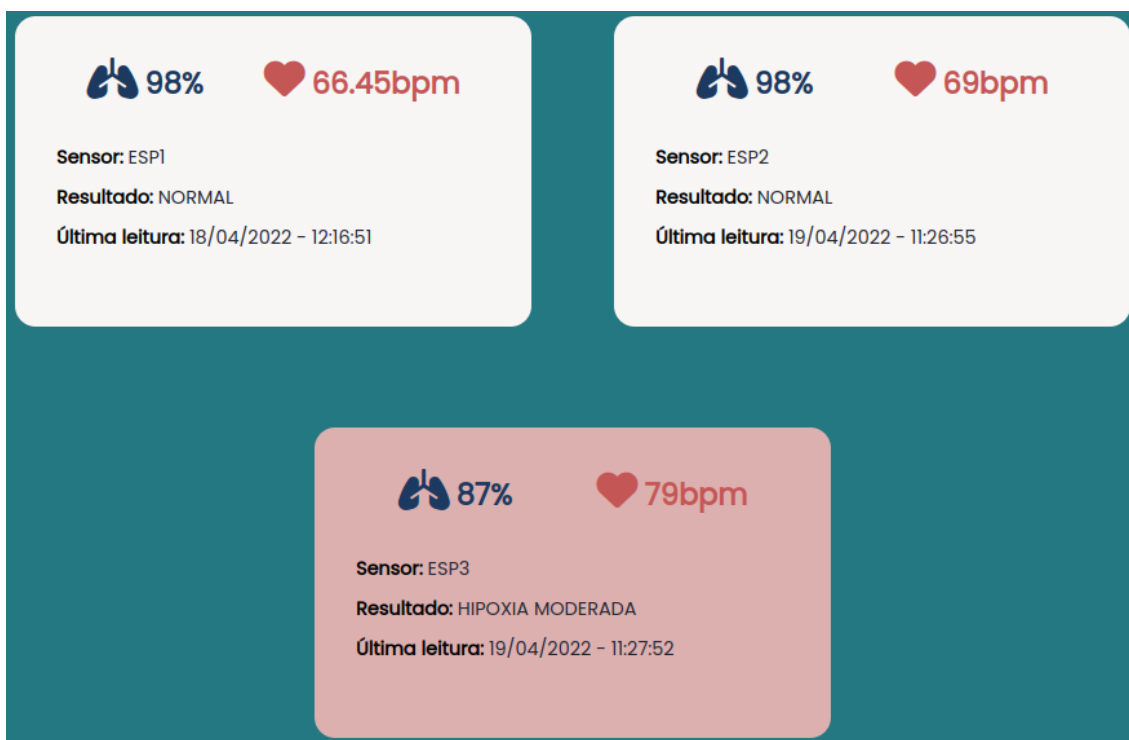 98% 66.45bpm
Sensor: ESP1
Resultado: NORMAL
Última leitura: 18/04/2022 - 12:16:51
98% 69bpm
Sensor: ESP2
Resultado: NORMAL
Última leitura: 19/04/2022 - 11:26:55
87% 79bpm
Sensor: ESP3
Resultado: HIPOXIA MODERADA
Última leitura: 19/04/2022 - 11:27:52